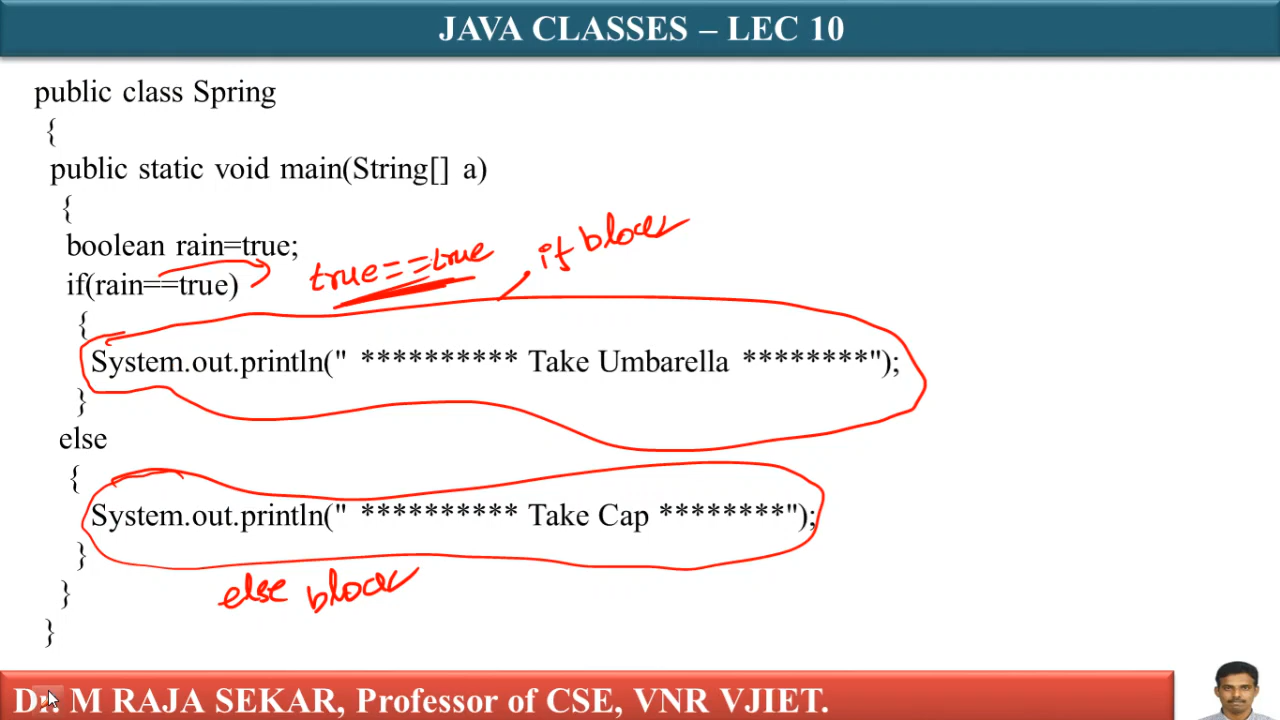 JAVA CLASSES – LEC 10
public class Spring
{
public static void main(String[] a)
{
boolean rain=true;
if(rain==true)
true==true
if block
{
System.out.println(" ********** Take Umbarella ********");
}
else
{
System.out.println(" ********** Take Cap ********");
}
else block
}
}
Dr. M RAJA SEKAR, Professor of CSE, VNR VJIET.